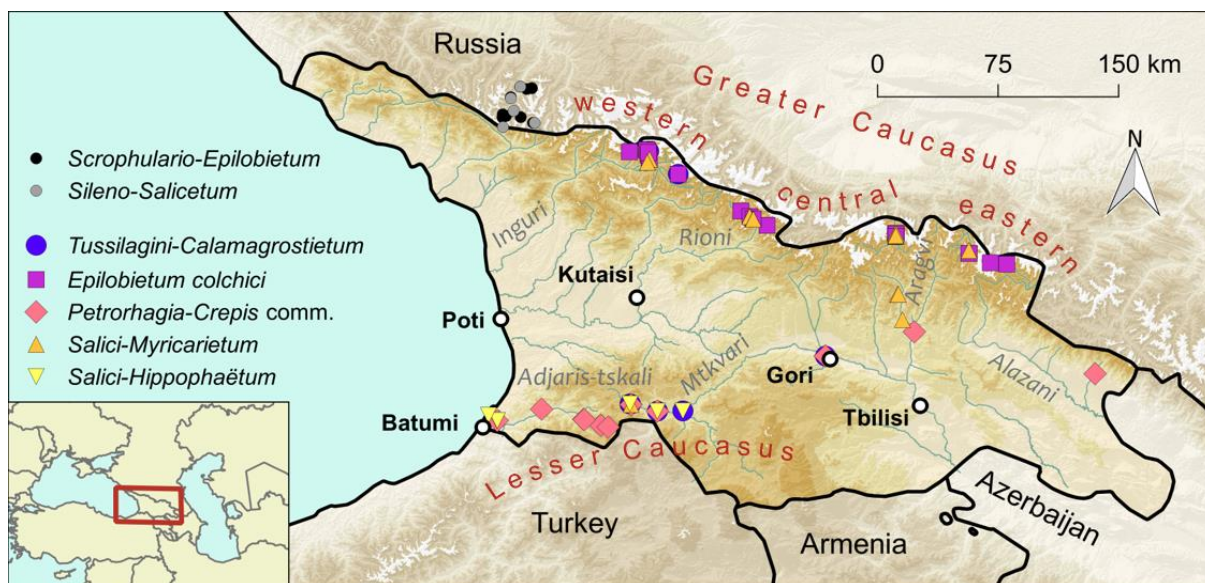 Russia
0 75 150 km
Greater Caucasus
western
central
eastern
N
Scrophulario-Epilobietum
Sileno-Salicetum
Tussilagini-Calamagrostietum
Epilobietum colchici
Petrorhagia-Crepis comm.
Salici-Myricarietum
Salici-Hippophaëtum
Inguri
Rioni
Aragvi
Kutaisi
Poti
Mtkvari
Adjaris-tskali
Gori
Alazani
Batumi
Tbilisi
Lesser Caucasus
Turkey
Armenia
Azerbaijan